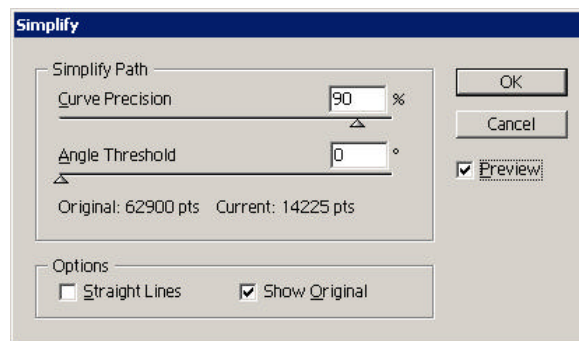 Simplify
Simplify Path
Curve Precision 90 %
Angle Threshold 0 °
Original: 62900 pts Current: 14225 pts
OK
Cancel
Preview
Options
Straight Lines Show Original